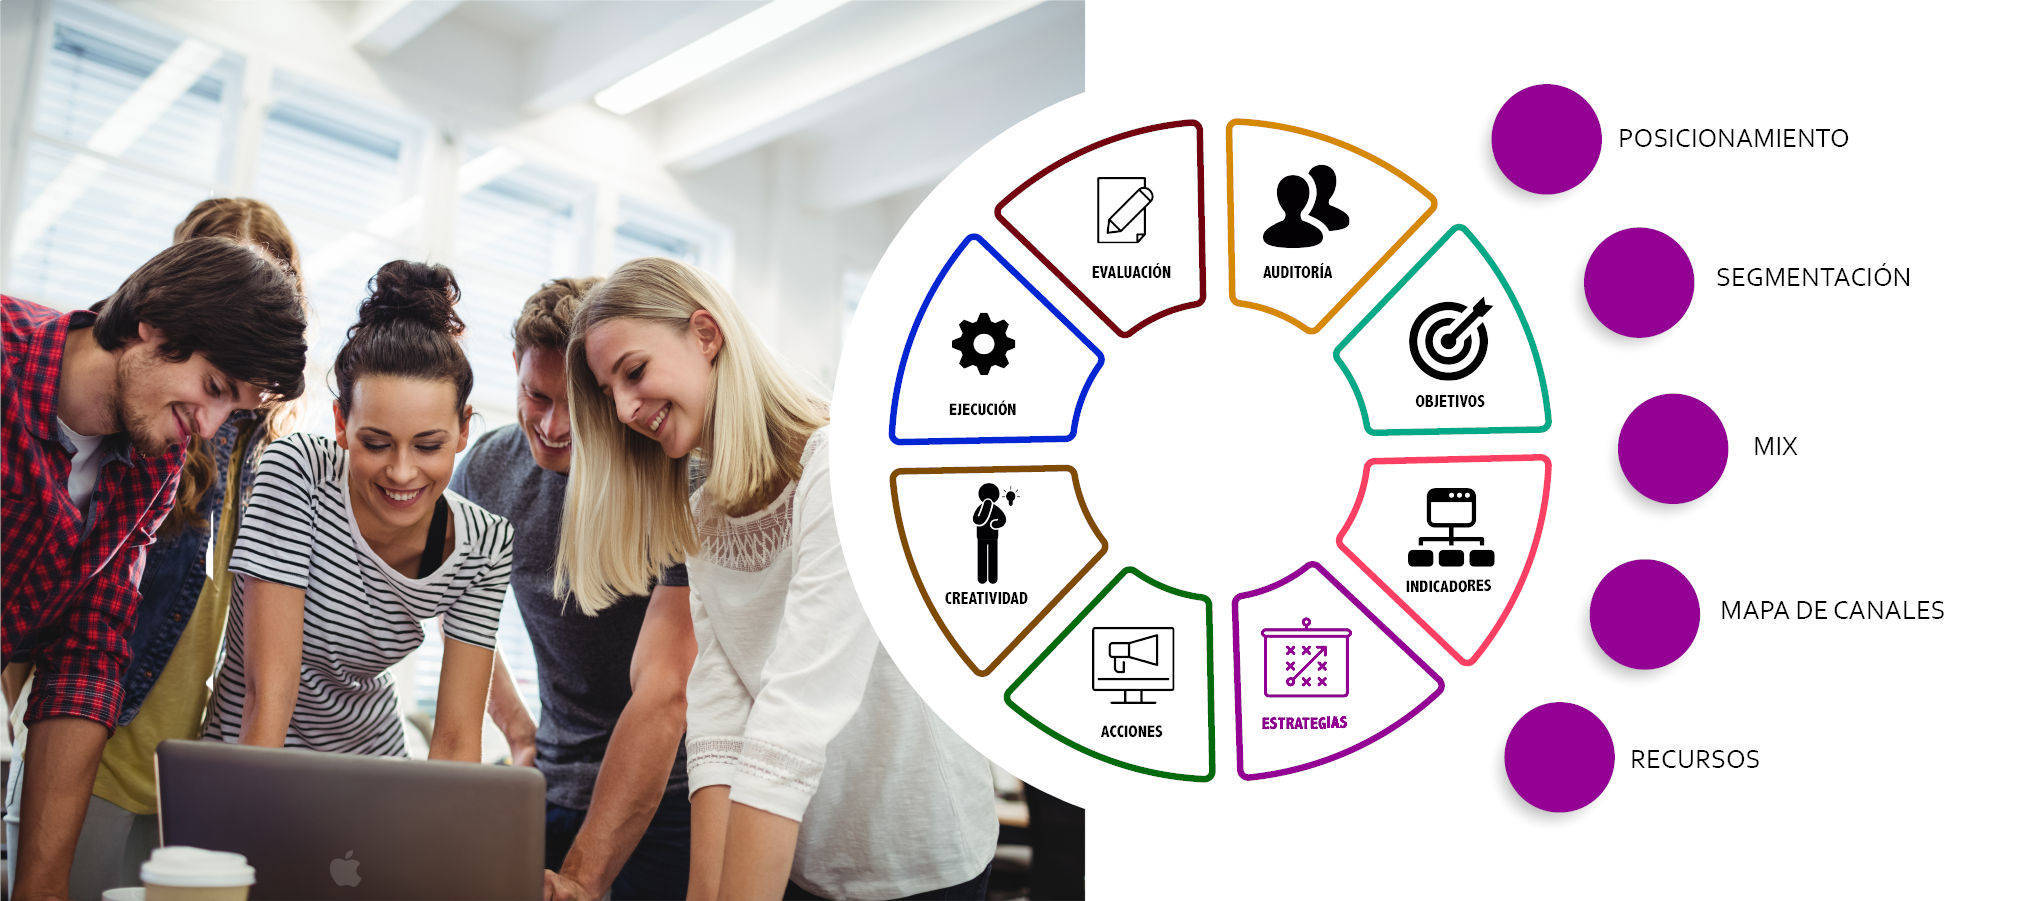 EVALUACIÓN
AUDITORÍA
OBJETIVOS
INDICADORES
ESTRATEGIAS
ACCIONES
CREATIVIDAD
EJECUCIÓN
POSICIONAMIENTO
SEGMENTACIÓN
MIX
MAPA DE CANALES
RECURSOS